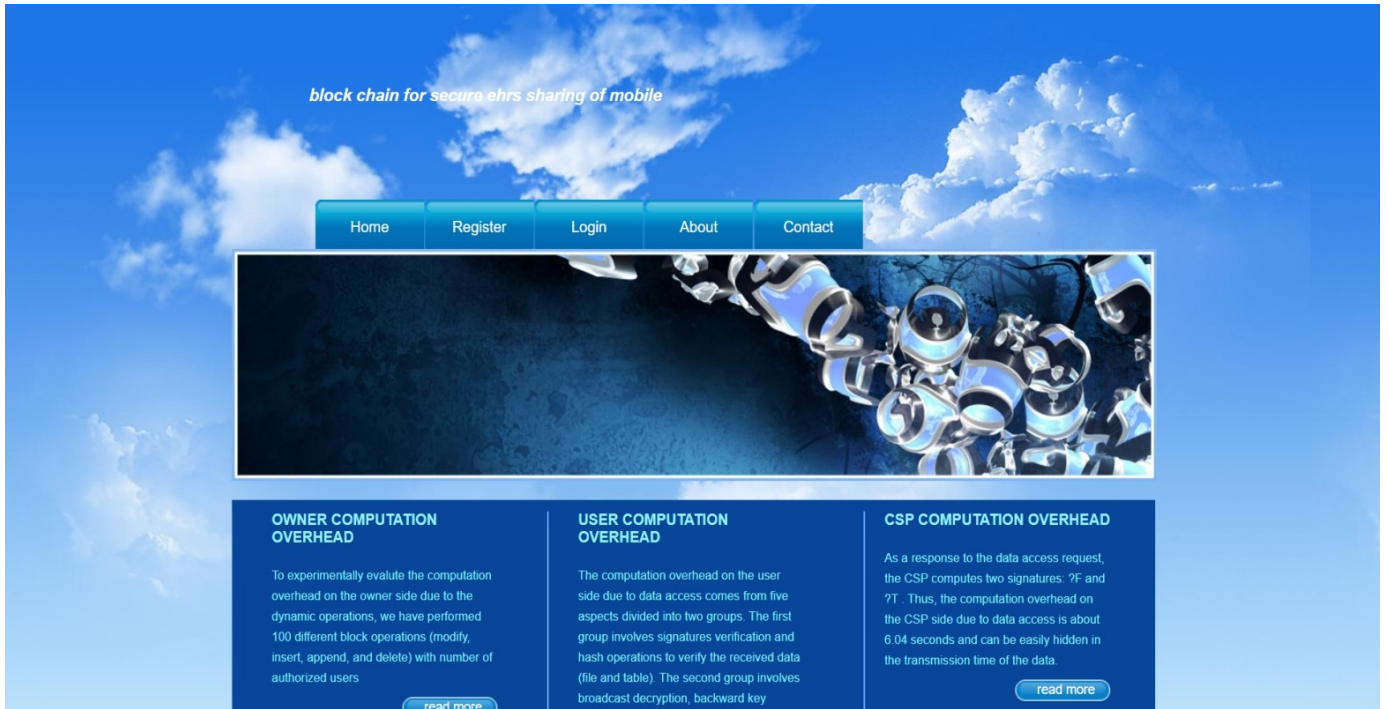 block chain for secure ehrs sharing of mobile
Home
Register
Login
About
Contact
OWNER COMPUTATION
OVERHEAD
To experimentally evalute the computation
overhead on the owner side due to the
dynamic operations, we have performed
100 different block operations (modify,
insert, append, and delete) with number of
authorized users
read more
USER COMPUTATION
OVERHEAD
The computation overhead on the user
side due to data access comes from five
aspects divided into two groups. The first
group involves signatures verification and
hash operations to verify the received data
(file and table). The second group involves
broadcast decryption, backward key
CSP COMPUTATION OVERHEAD
As a response to the data access request,
the CSP computes two signatures: ?F and
?T . Thus, the computation overhead on
the CSP side due to data access is about
6.04 seconds and can be easily hidden in
the transmission time of the data.
read more